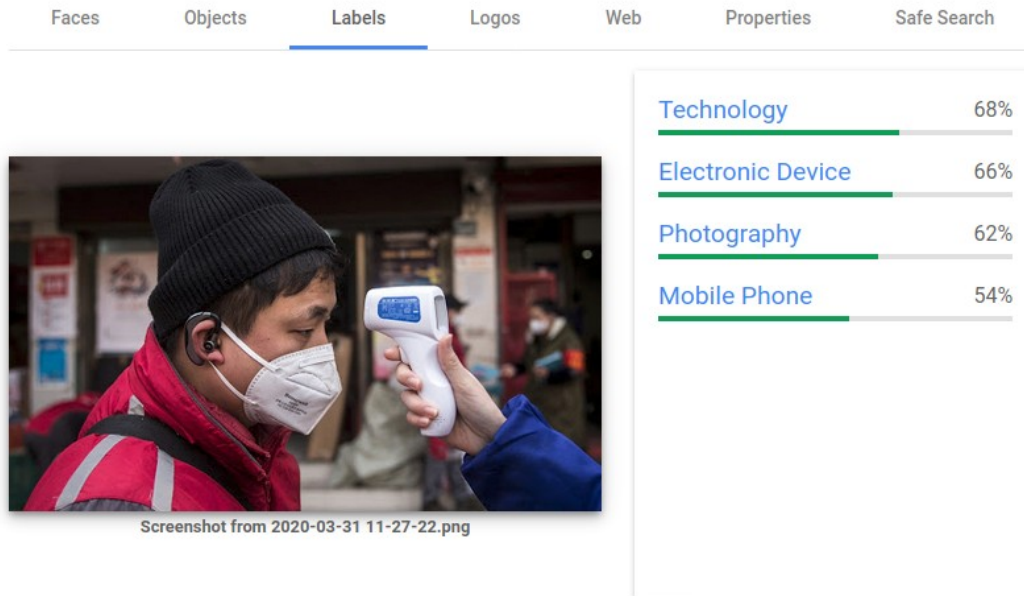 Faces Objects Labels Logos Web Properties Safe Search
Technology 68%
Electronic Device 66%
Photography 62%
Mobile Phone 54%
Screenshot from 2020-03-31 11-27-22.png